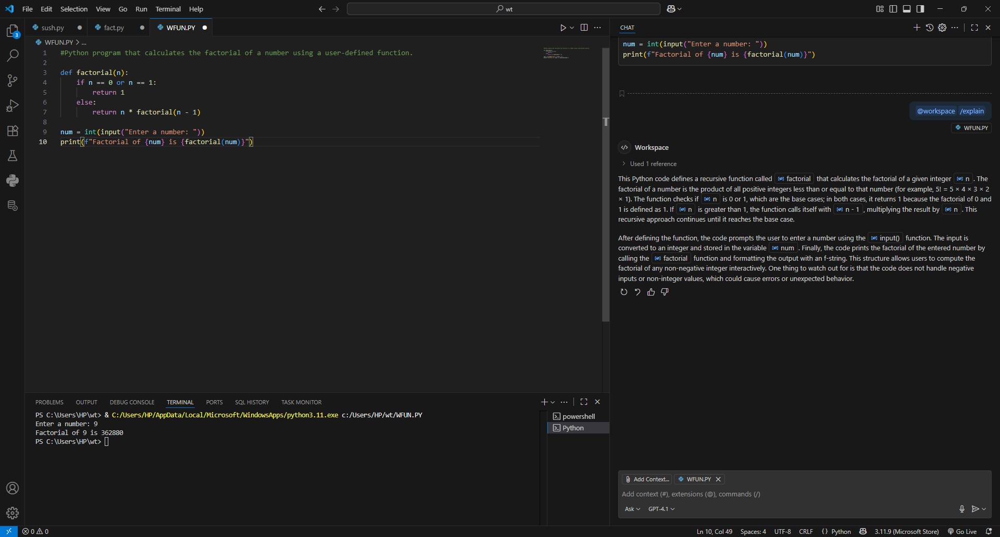 File Edit Selection View Go Run Terminal Help
wt
sush.py
fact.py
WFUN.PY
WFUN.PY > ...
1 #Python program that calculates the factorial of a number using a user-defined function.
2
3 def factorial(n):
4 if n == 0 or n == 1:
5 return 1
6 else:
7 return n * factorial(n - 1)
8
9 num = int(input("Enter a number: "))
10 print(f"Factorial of {num} is {factorial(num)}")
PROBLEMS OUTPUT DEBUG CONSOLE TERMINAL PORTS SQL HISTORY TASK MONITOR
PS C:\Users\HP\wt> & C:/Users/HP/AppData/Local/Microsoft/WindowsApps/python3.11.exe c:/Users/HP/wt/WFUN.PY
Enter a number: 9
Factorial of 9 is 362880
PS C:\Users\HP\wt>
powershell
Python
CHAT
num = int(input("Enter a number: "))
print(f"Factorial of {num} is {factorial(num)}")
@workspace /explain
WFUN.PY
Workspace
Used 1 reference
This Python code defines a recursive function called factorial that calculates the factorial of a given integer n . The
factorial of a number is the product of all positive integers less than or equal to that number (for example, 5! = 5 × 4 × 3 × 2
× 1). The function checks if n is 0 or 1, which are the base cases; in both cases, it returns 1 because the factorial of 0 and
1 is defined as 1. If n is greater than 1, the function calls itself with n - 1 , multiplying the result by n . This
recursive approach continues until it reaches the base case.
After defining the function, the code prompts the user to enter a number using the input() function. The input is
converted to an integer and stored in the variable num . Finally, the code prints the factorial of the entered number by
calling the factorial function and formatting the output with an f-string. This structure allows users to compute the
factorial of any non-negative integer interactively. One thing to watch out for is that the code does not handle negative
inputs or non-integer values, which could cause errors or unexpected behavior.
Add Context... WFUN.PY
Add context (#), extensions (@), commands (/)
Ask GPT-4.1
3
0 0
Ln 10, Col 49 Spaces: 4 UTF-8 CRLF {} Python 3.11.9 (Microsoft Store) Go Live